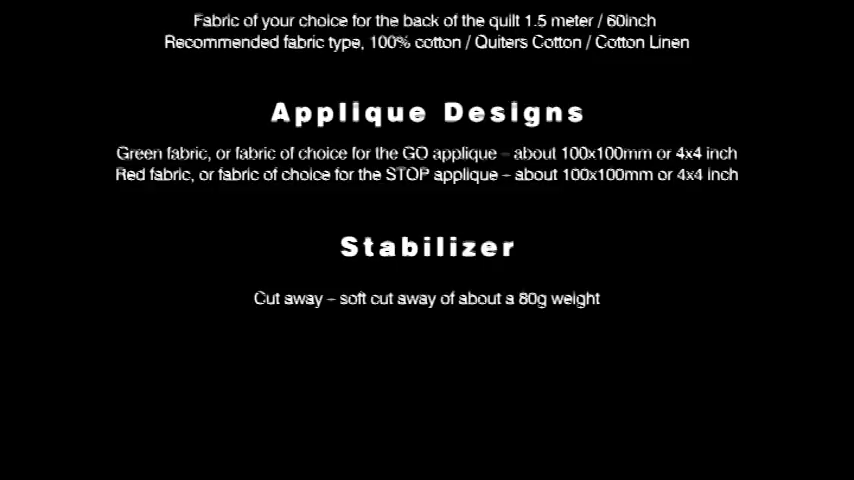 Fabric of your choice for the back of the quilt 1.5 meter / 60inch
Recommended fabric type, 100% cotton / Quiters Cotton / Cotton Linen
Applique Designs
Green fabric, or fabric of choice for the GO applique – about 100x100mm or 4x4 inch
Red fabric, or fabric of choice for the STOP applique – about 100x100mm or 4x4 inch
Stabilizer
Cut away – soft cut away of about a 80g weight